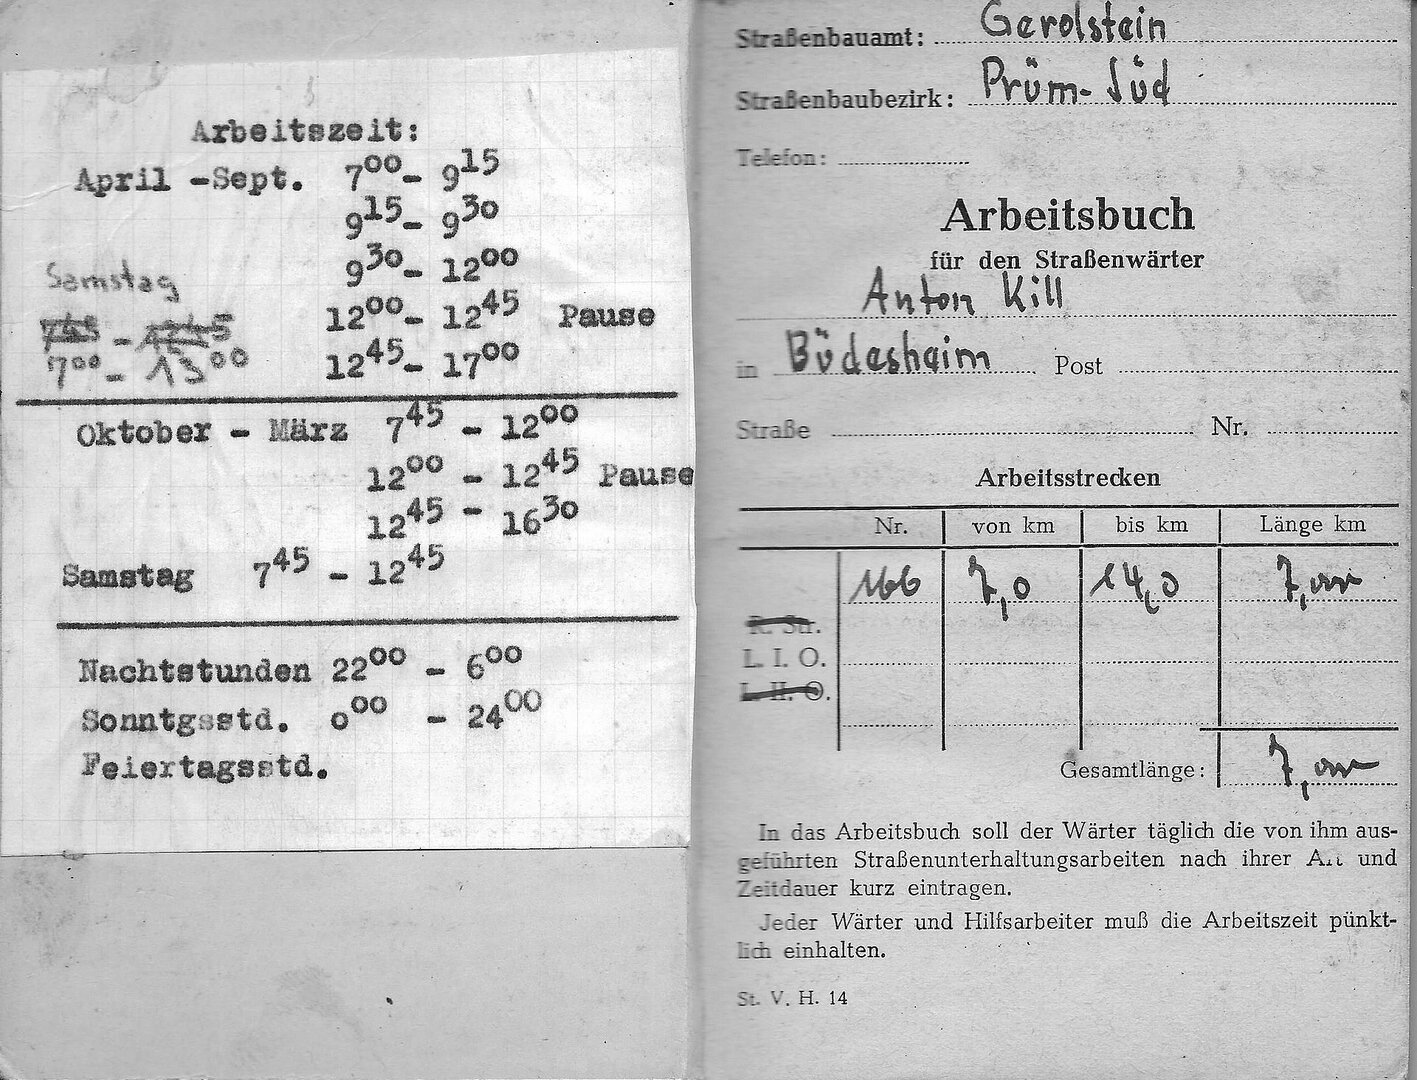 Arbeitszeit:
April -Sept. 7⁰⁰- 9¹⁵
9¹⁵- 9³⁰
9³⁰- 12⁰⁰
Samstag
12⁰⁰- 12⁴⁵ Pause
7⁰⁰- 13⁰⁰ 12⁴⁵- 17⁰⁰
Oktober - März 7⁴⁵ - 12⁰⁰
12⁰⁰ - 12⁴⁵ Pause
12⁴⁵ - 16³⁰
Samstag 7⁴⁵ - 12⁴⁵
Nachtstunden 22⁰⁰ - 6⁰⁰
Sonntgsstd. 0⁰⁰ - 24⁰⁰
Feiertagsstd.
Straßenbauamt: Gerolstein
Straßenbaubezirk: Prüm-Süd
Telefon:
Arbeitsbuch
für den Straßenwärter
Anton Kill
in Büdesheim Post
Straße Nr.
Arbeitsstrecken
Nr. von km bis km Länge km
166 7,0 14,0 7,000
K. Str.
L. I. O.
L. II. O.
Gesamtlänge: 7,000
In das Arbeitsbuch soll der Wärter täglich die von ihm aus-
geführten Straßenunterhaltungsarbeiten nach ihrer Art und
Zeitdauer kurz eintragen.
Jeder Wärter und Hilfsarbeiter muß die Arbeitszeit pünkt-
lich einhalten.
St. V. H. 14